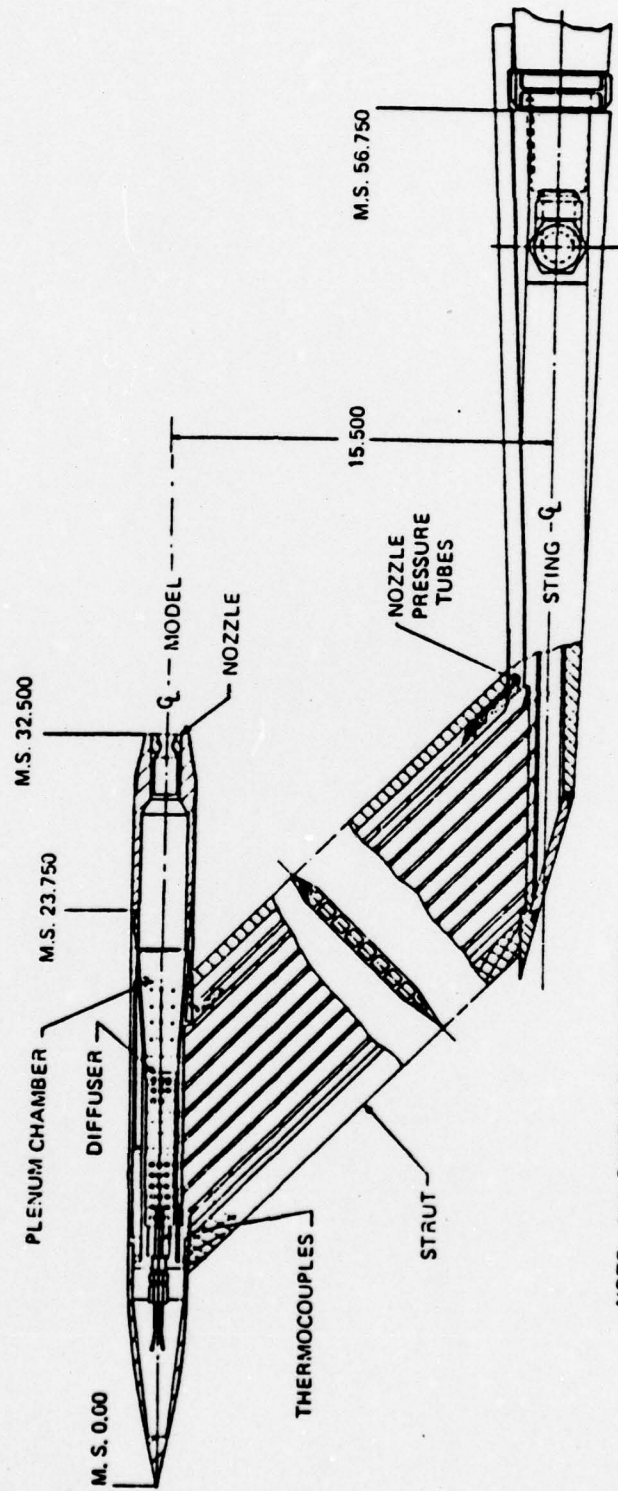 M.S. 0.00
PLENUM CHAMBER
DIFFUSER
M.S. 23.750
M.S. 32.500
℄ --- MODEL
NOZZLE
THERMOCOUPLES
STRUT
NOZZLE
PRESSURE
TUBES
15.500
STING - ℄
M.S. 56.750